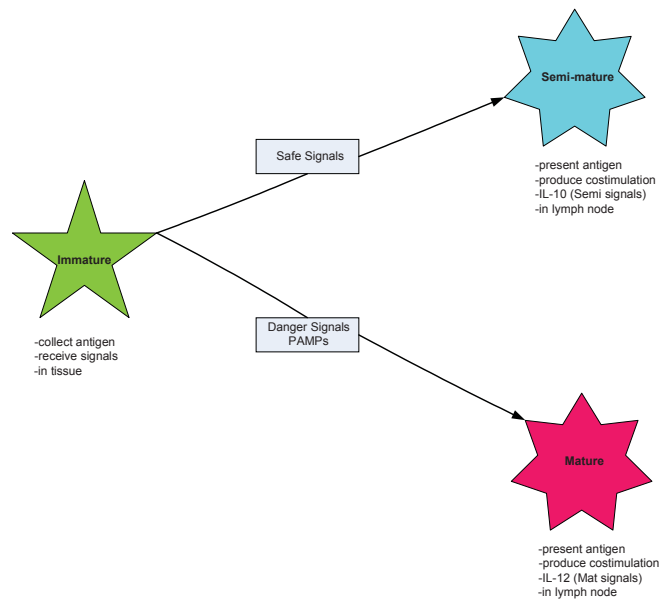 Semi-mature
-present antigen
-produce costimulation
-IL-10 (Semi signals)
-in lymph node
Safe Signals
Immature
-collect antigen
-receive signals
-in tissue
Danger Signals
PAMPs
Mature
-present antigen
-produce costimulation
-IL-12 (Mat signals)
-in lymph node